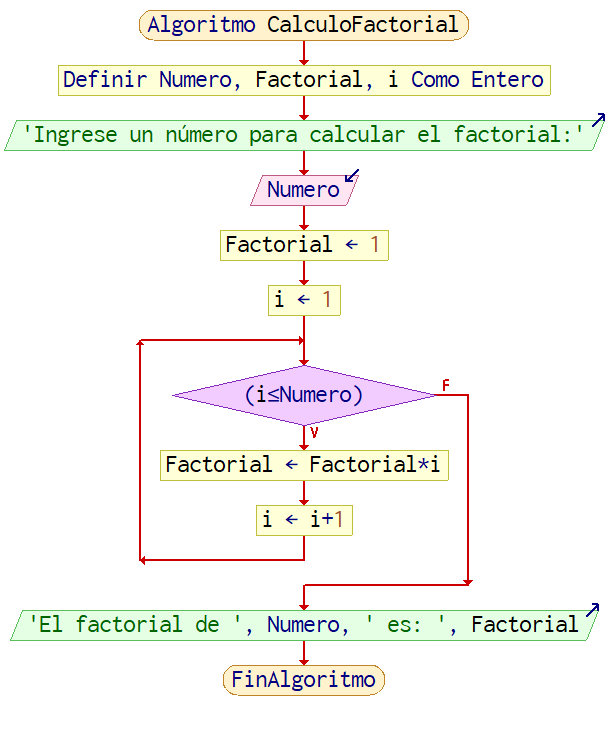 Algoritmo CalculoFactorial
Definir Numero, Factorial, i Como Entero
'Ingrese un número para calcular el factorial:'
Numero
Factorial ← 1
i ← 1
(i≤Numero)
F
V
Factorial ← Factorial*i
i ← i+1
'El factorial de ', Numero, ' es: ', Factorial
FinAlgoritmo